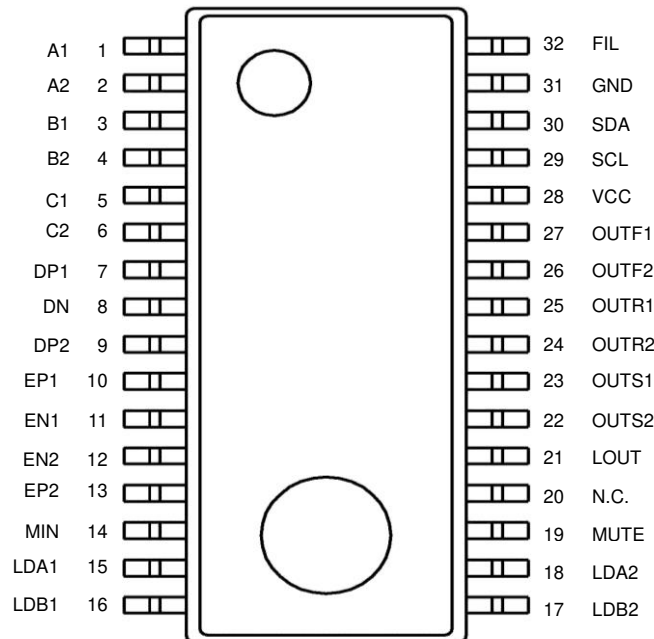 A1 1 32 FIL
A2 2 31 GND
B1 3 30 SDA
B2 4 29 SCL
C1 5 28 VCC
C2 6 27 OUTF1
DP1 7 26 OUTF2
DN 8 25 OUTR1
DP2 9 24 OUTR2
EP1 10 23 OUTS1
EN1 11 22 OUTS2
EN2 12 21 LOUT
EP2 13 20 N.C.
MIN 14 19 MUTE
LDA1 15 18 LDA2
LDB1 16 17 LDB2